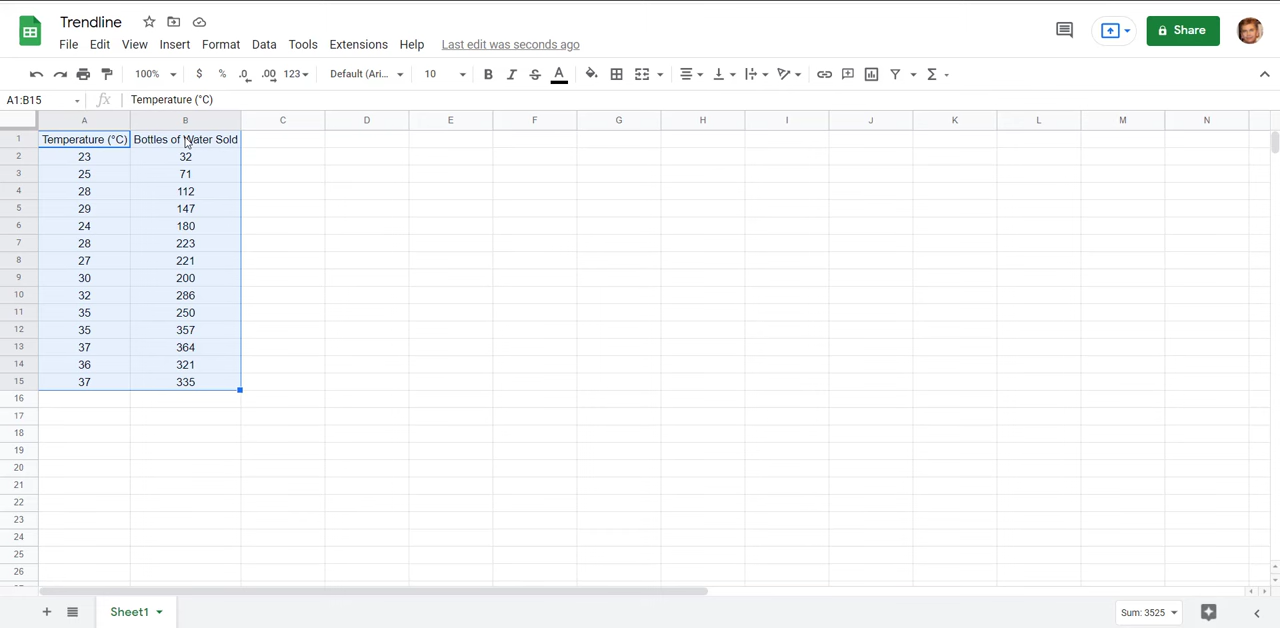 Trendline
File Edit View Insert Format Data Tools Extensions Help Last edit was seconds ago
Share
100% $ % .0 .00 123 Default (Ari... 10 B I S A Σ
A1:B15 fx Temperature (°C)
A B C D E F G H I J K L M N
1 Temperature (°C) Bottles of Water Sold
2 23 32
3 25 71
4 28 112
5 29 147
6 24 180
7 28 223
8 27 221
9 30 200
10 32 286
11 35 250
12 35 357
13 37 364
14 36 321
15 37 335
16
17
18
19
20
21
22
23
24
25
26
Sheet1 Sum: 3525